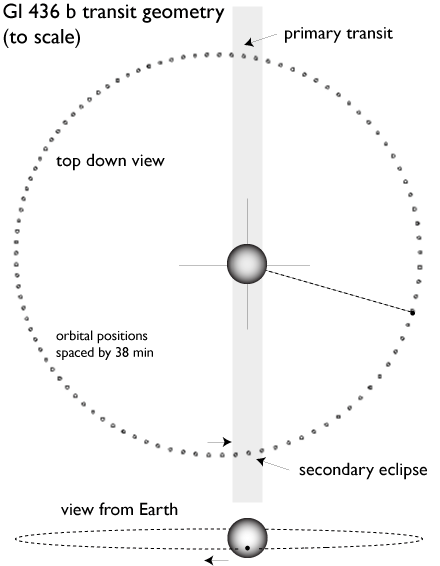 Gl 436 b transit geometry
(to scale)
primary transit
top down view
orbital positions
spaced by 38 min
secondary eclipse
view from Earth